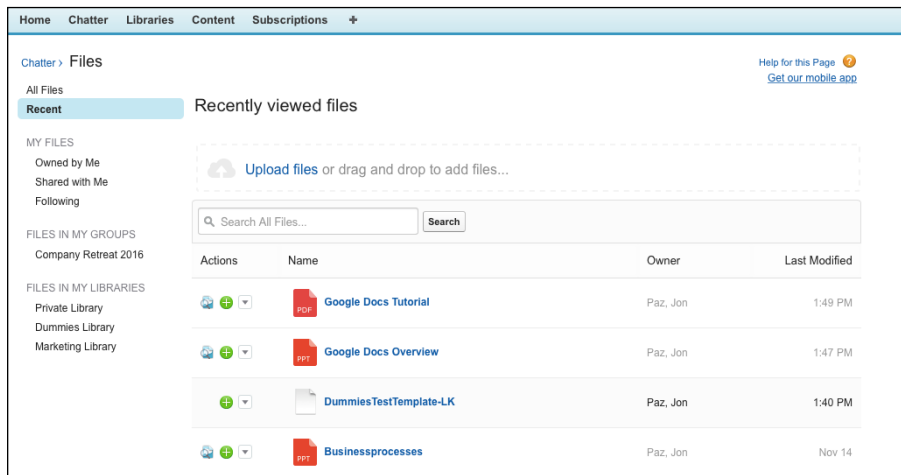 Home Chatter Libraries Content Subscriptions +
Chatter > Files
Help for this Page ?
Get our mobile app
All Files
Recent
MY FILES
Owned by Me
Shared with Me
Following
FILES IN MY GROUPS
Company Retreat 2016
FILES IN MY LIBRARIES
Private Library
Dummies Library
Marketing Library
Recently viewed files
Upload files or drag and drop to add files...
Search All Files... Search
Actions Name Owner Last Modified
PDF Google Docs Tutorial Paz, Jon 1:49 PM
PPT Google Docs Overview Paz, Jon 1:47 PM
DummiesTestTemplate-LK Paz, Jon 1:40 PM
PPT Businessprocesses Paz, Jon Nov 14